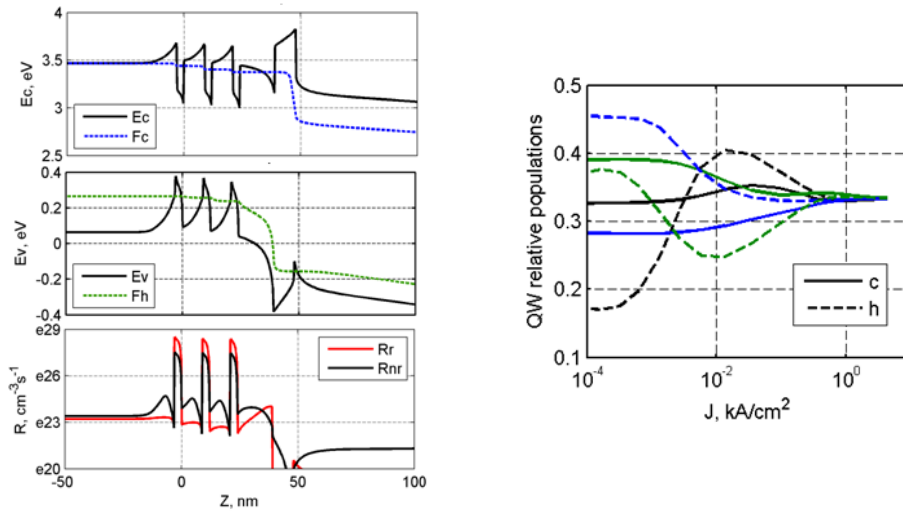 4
3.5
3
2.5
Ec, eV
Ec
Fc
0.4
0.2
0
-0.2
-0.4
Ev, eV
Ev
Fh
e29
e26
e23
e20
R, cm⁻³s⁻¹
Rr
Rnr
-50
0
50
100
Z, nm
0.5
0.4
0.3
0.2
0.1
QW relative populations
c
h
10⁻⁴
10⁻²
10⁰
J, kA/cm²